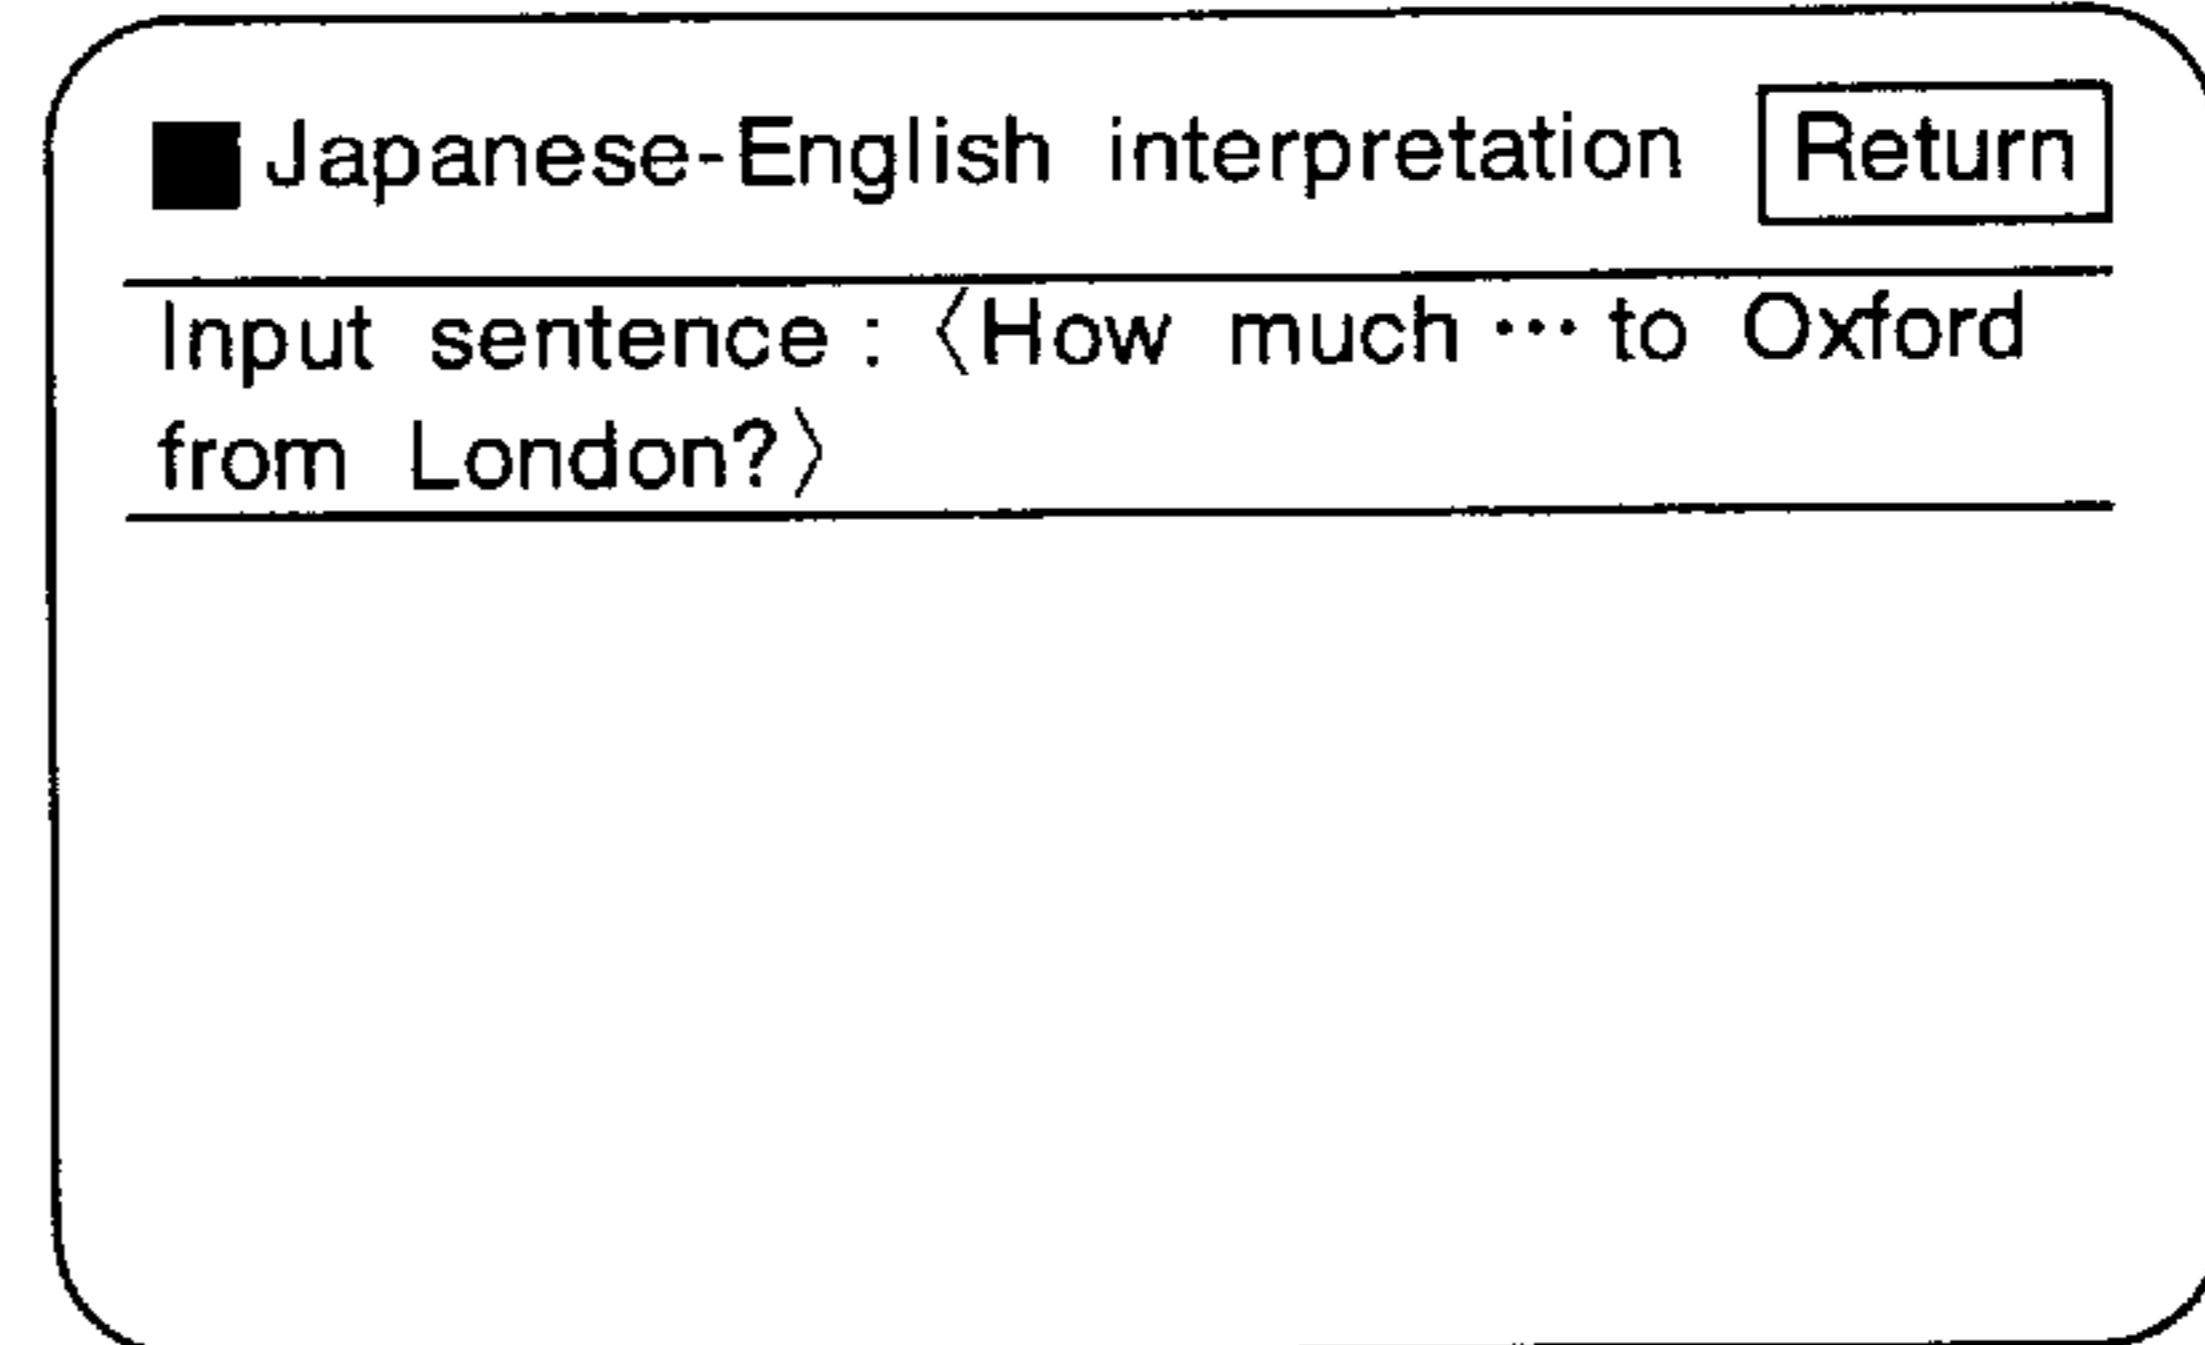 ■Japanese-English interpretation Return
Input sentence : 〈How much ··· to Oxford
from London?〉